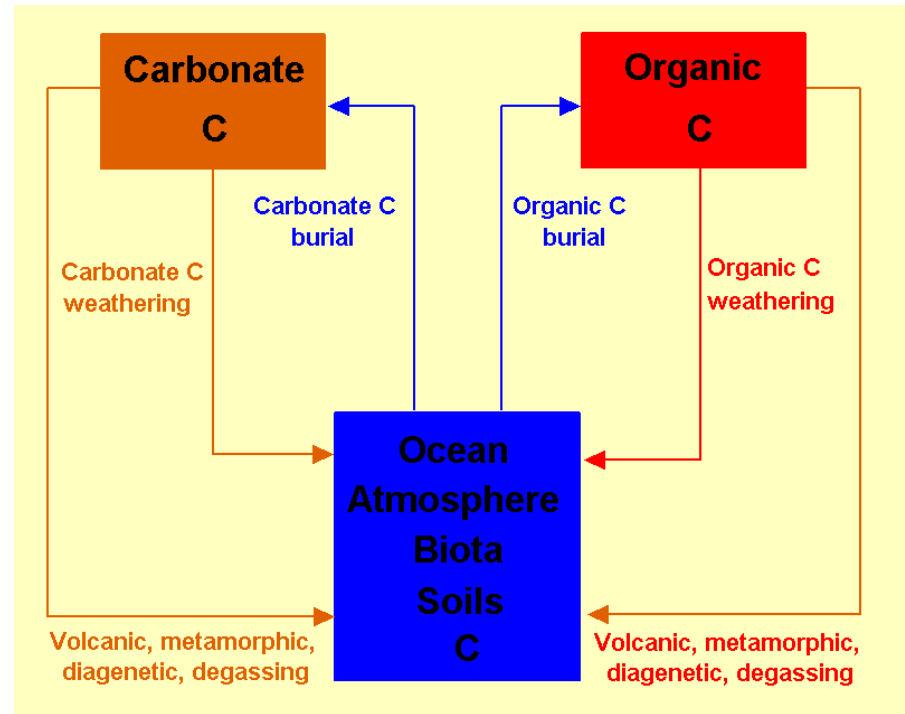 Carbonate
C
Organic
C
Carbonate C
burial
Organic C
burial
Carbonate C
weathering
Organic C
weathering
Ocean
Atmosphere
Biota
Soils
C
Volcanic, metamorphic,
diagenetic, degassing
Volcanic, metamorphic,
diagenetic, degassing